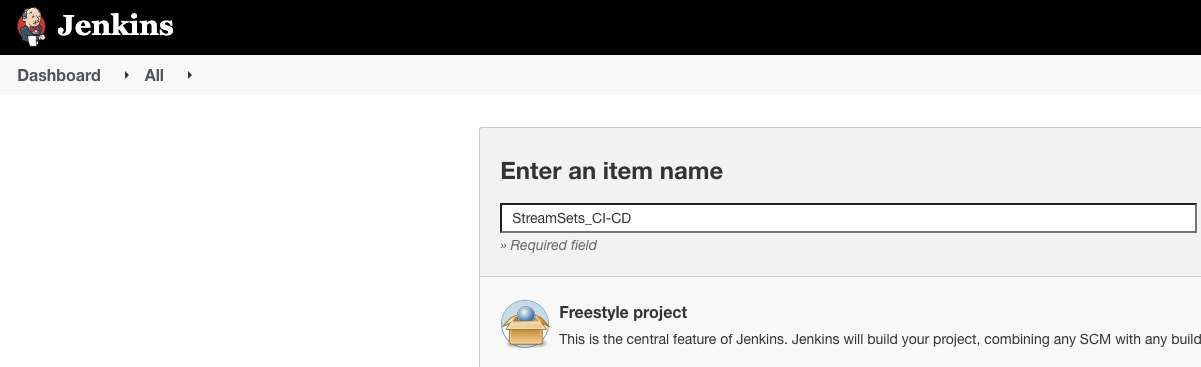 Jenkins
Dashboard
All
Enter an item name
StreamSets_CI-CD
» Required field
Freestyle project
This is the central feature of Jenkins. Jenkins will build your project, combining any SCM with any build